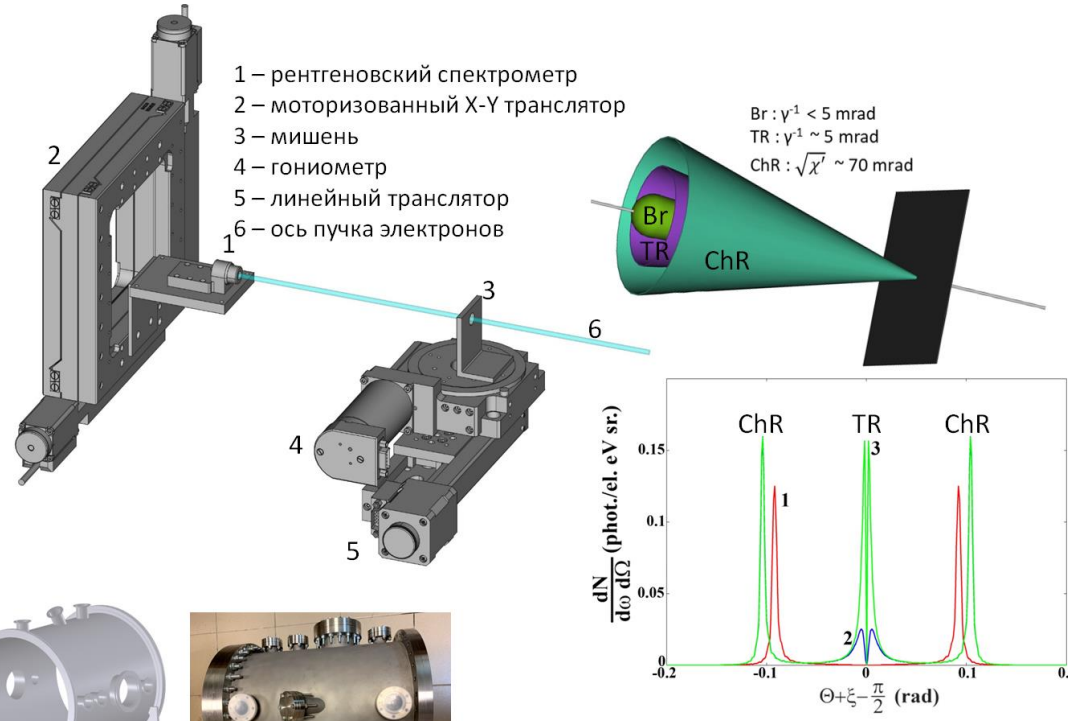 1 – рентгеновский спектрометр
2 – моторизованный X-Y транслятор
3 – мишень
4 – гониометр
5 – линейный транслятор
6 – ось пучка электронов
2
1
3
6
4
5
Br : γ⁻¹ < 5 mrad
TR : γ⁻¹ ~ 5 mrad
ChR : √χ′ ~ 70 mrad
Br
TR
ChR
ChR TR ChR
3
1
2
dN
dω dΩ
(phot./el. eV sr.)
0.15
0.1
0.05
0
-0.2 -0.1 0 0.1 0.
Θ+ξ−π/2 (rad)